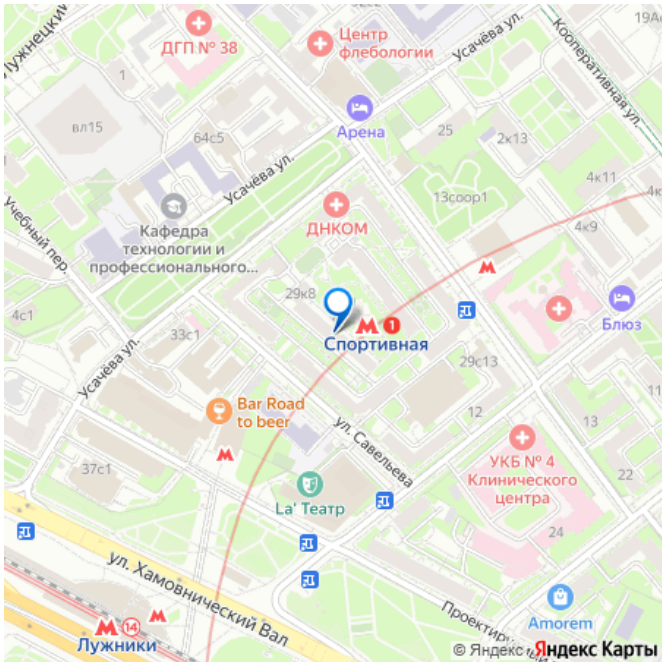 Лужнецкий
ДГП № 38
Центр
флебологии
Усачёва ул.
Кооперативная ул.
1
вл15
64с5
Арена
25
2к13
4к11
Усачёва ул.
Кафедра
технологии и
профессионального...
ДНКОМ
13соор1
4к9
Учебный пер.
29к8
4с1
33с1
1
Спортивная
Блюз
29с13
Усачёва ул.
Bar Road
to beer
ул. Савельева
12
13
УКБ № 4
Клинического
центра
22
37с1
La' Театр
24
ул. Хамовнический Вал
14
Лужники
Amorem
Проектируемый
© Яндекс Яндекс Карты